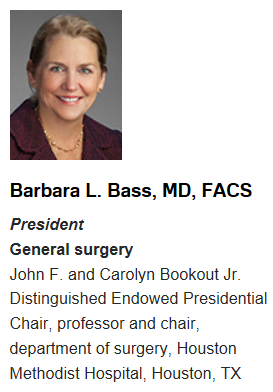 Barbara L. Bass, MD, FACS
President
General surgery
John F. and Carolyn Bookout Jr.
Distinguished Endowed Presidential
Chair, professor and chair,
department of surgery, Houston
Methodist Hospital, Houston, TX